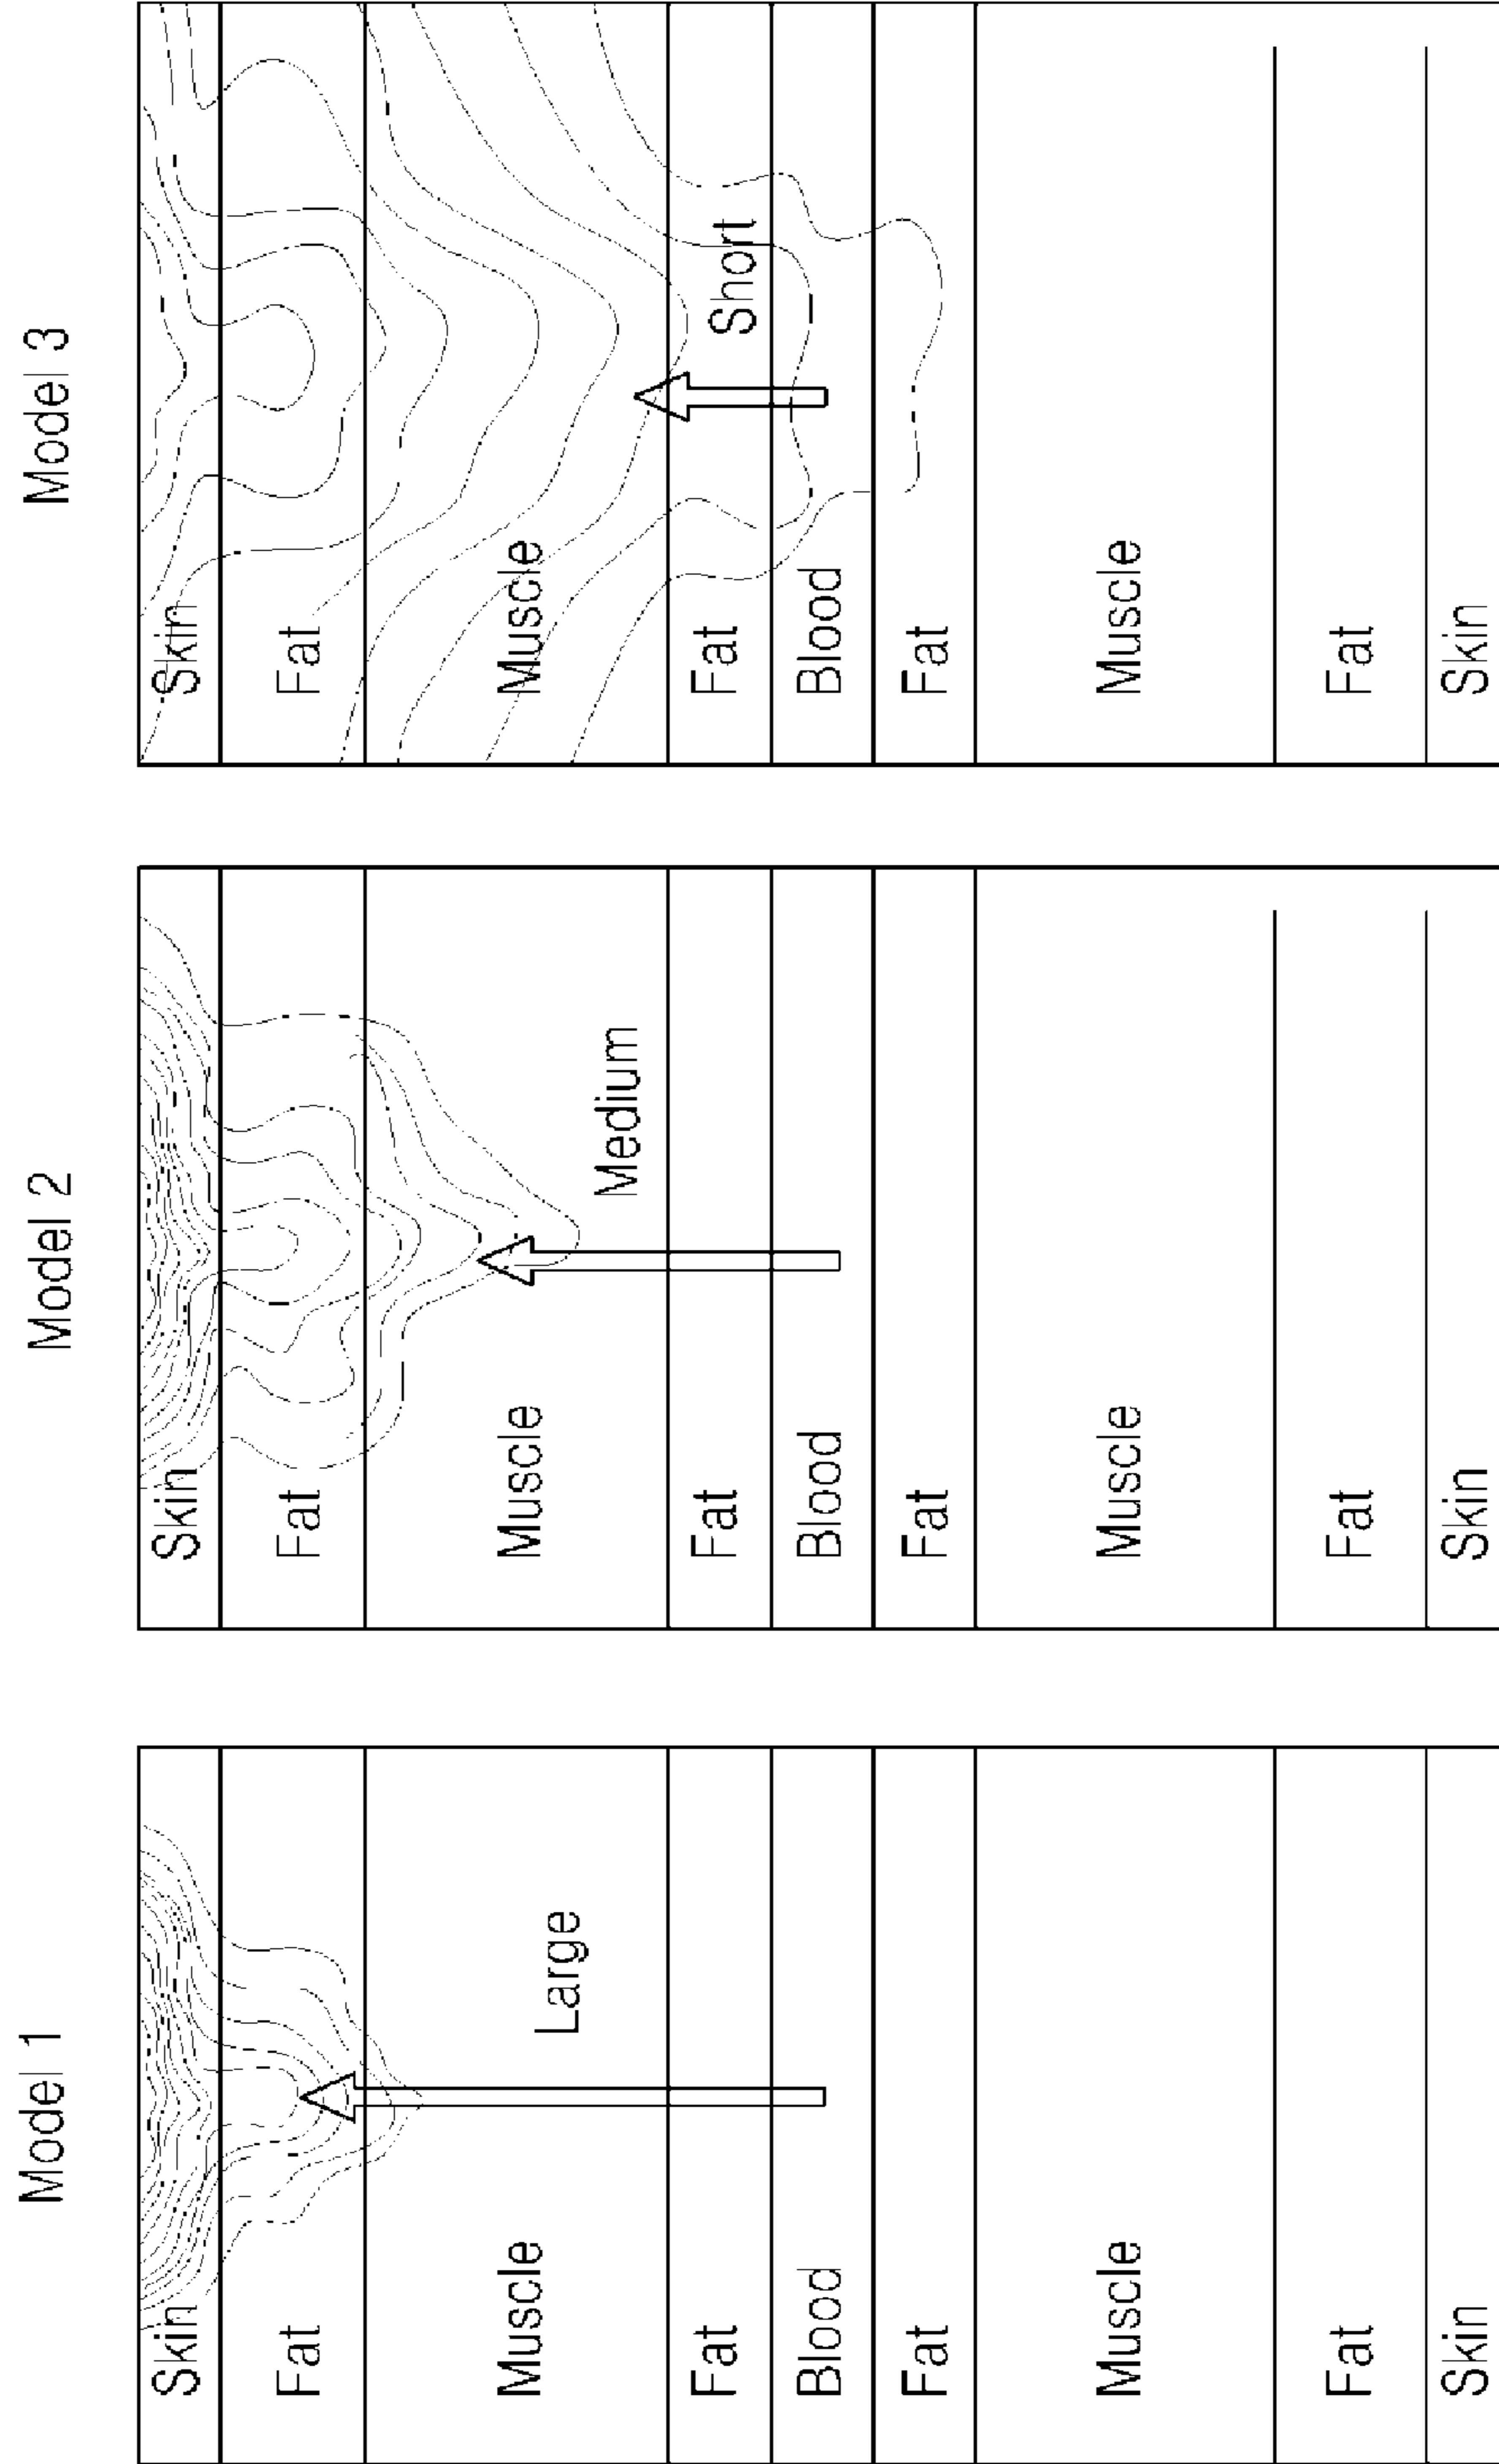 Model 1
Skin
Fat
Muscle
Large
Fat
Blood
Fat
Muscle
Fat
Skin
Model 2
Skin
Fat
Muscle
Medium
Fat
Blood
Fat
Muscle
Fat
Skin
Model 3
Skin
Fat
Muscle
Fat
Short
Blood
Fat
Muscle
Fat
Skin